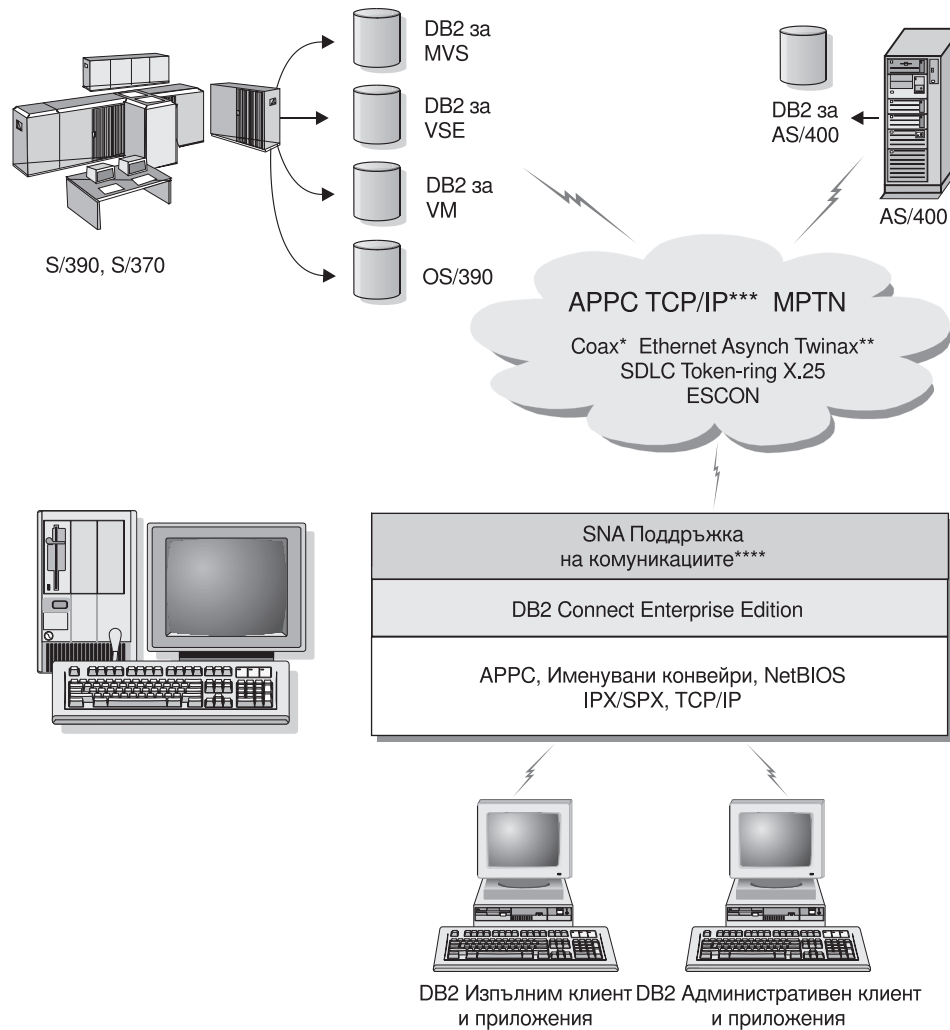 DB2 за
MVS
DB2 за
VSE
DB2 за
VM
OS/390
S/390, S/370
DB2 за
AS/400
AS/400
APPC TCP/IP*** MPTN
Coax* Ethernet Asynch Twinax**
SDLC Token-ring X.25
ESCON
SNA Поддръжка
на комуникациите****
DB2 Connect Enterprise Edition
APPC, Именувани конвейри, NetBIOS
IPX/SPX, TCP/IP
DB2 Изпълним клиент
и приложения
DB2 Административен клиент
и приложения